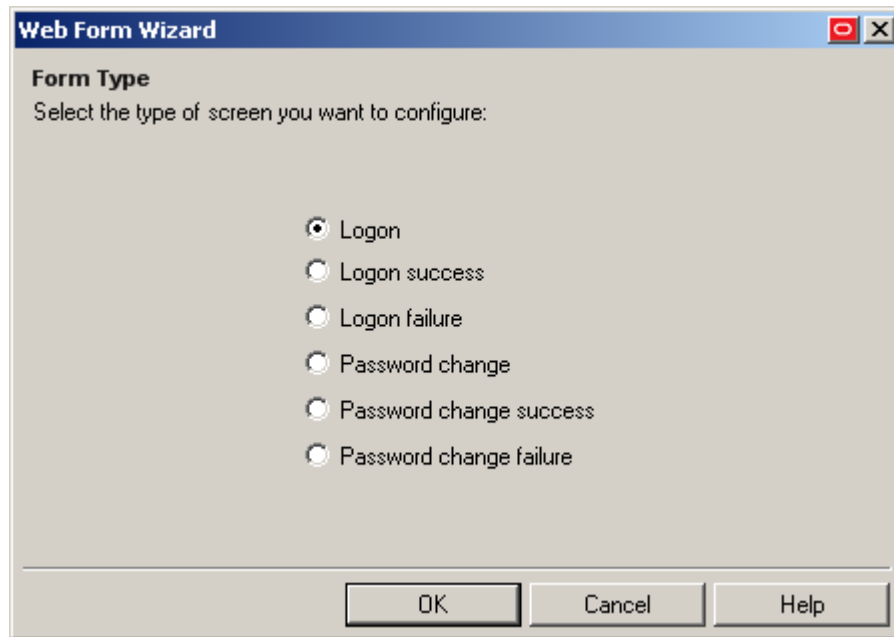 Web Form Wizard
Form Type
Select the type of screen you want to configure:
Logon
Logon success
Logon failure
Password change
Password change success
Password change failure
OK Cancel Help